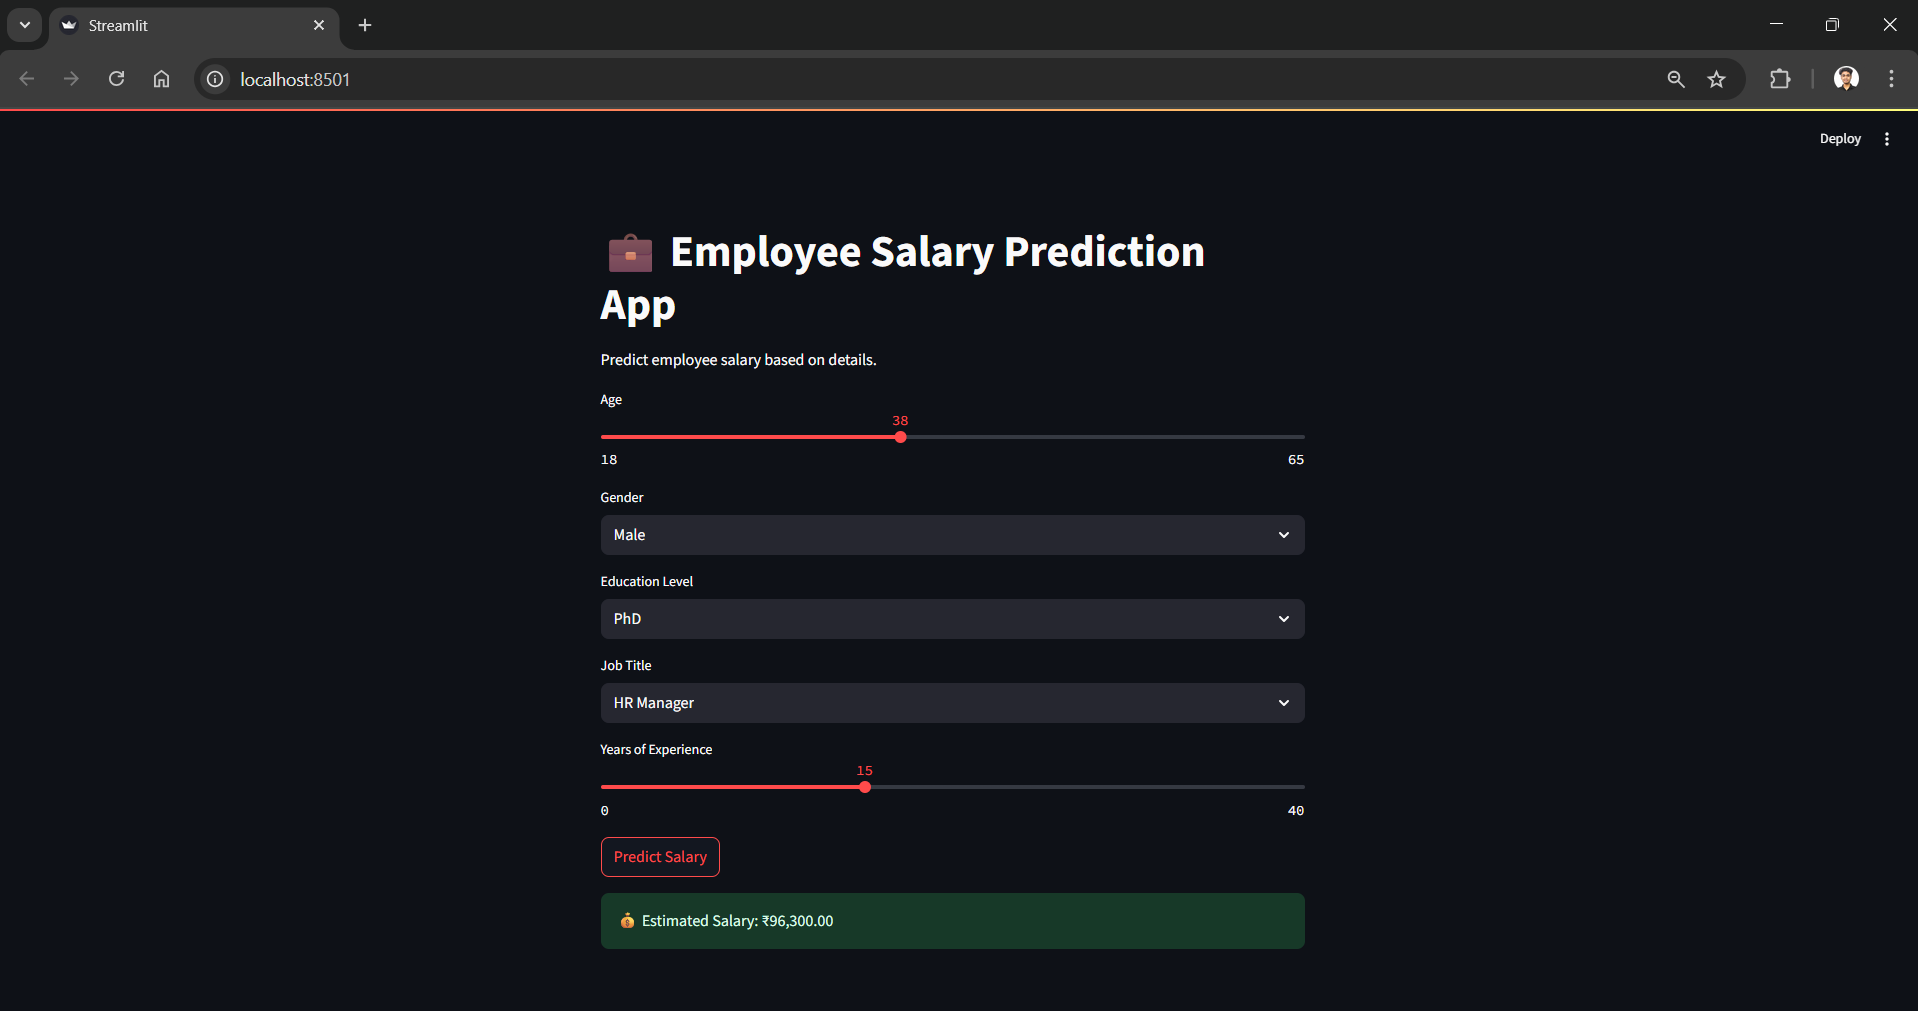 Streamlit
localhost:8501
Deploy
Employee Salary Prediction
App
Predict employee salary based on details.
Age
38
18 65
Gender
Male
Education Level
PhD
Job Title
HR Manager
Years of Experience
15
0 40
Predict Salary
Estimated Salary: ₹96,300.00